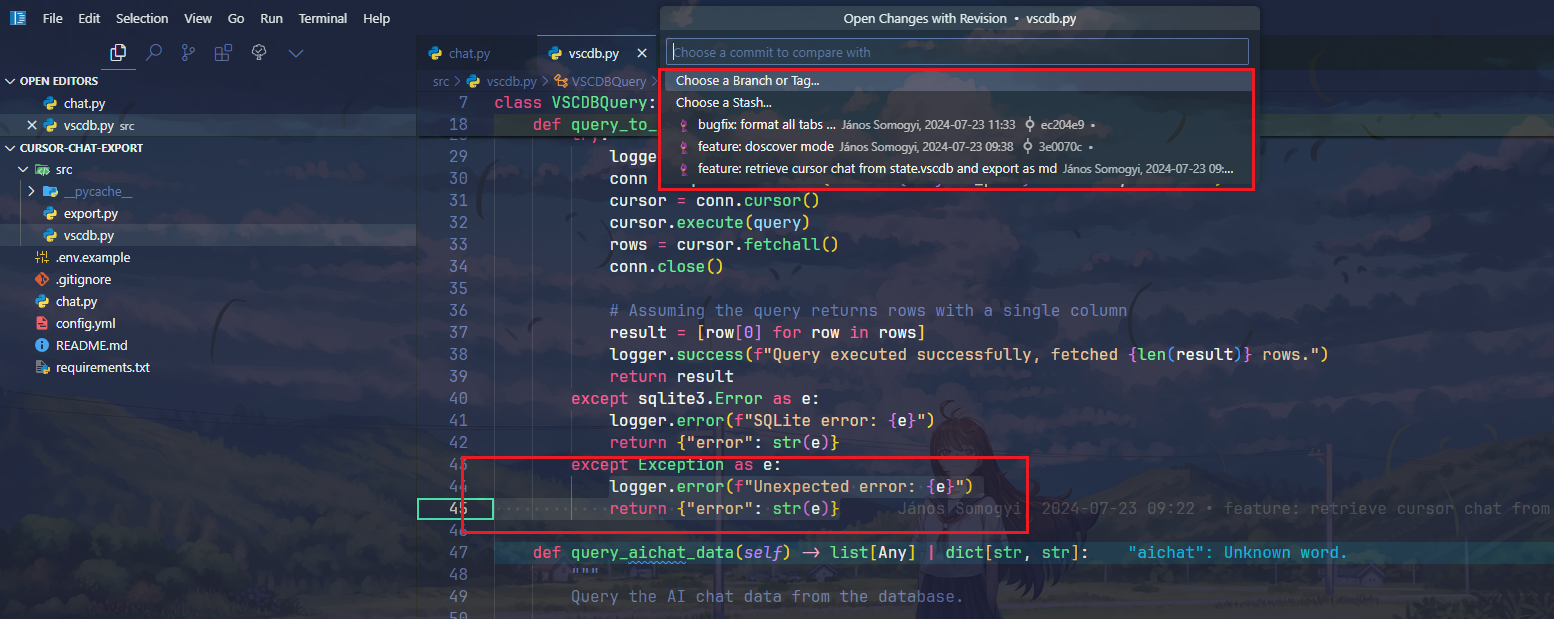 File Edit Selection View Go Run Terminal Help
Open Changes with Revision • vscdb.py
chat.py
vscdb.py
Choose a commit to compare with
OPEN EDITORS
chat.py
vscdb.py src
CURSOR-CHAT-EXPORT
src
__pycache__
export.py
vscdb.py
.env.example
.gitignore
chat.py
config.yml
README.md
requirements.txt
src > vscdb.py > VSCDBQuery >
Choose a Branch or Tag...
Choose a Stash...
bugfix: format all tabs ... János Somogyi, 2024-07-23 11:33 ec204e9 •
feature: doscover mode János Somogyi, 2024-07-23 09:38 3e0070c •
feature: retrieve cursor chat from state.vscdb and export as md János Somogyi, 2024-07-23 09:...
7 class VSCDBQuery:
18 def query_to_
29 logge
30 conn
31 cursor = conn.cursor()
32 cursor.execute(query)
33 rows = cursor.fetchall()
34 conn.close()
35
36 # Assuming the query returns rows with a single column
37 result = [row[0] for row in rows]
38 logger.success(f"Query executed successfully, fetched {len(result)} rows.")
39 return result
40 except sqlite3.Error as e:
41 logger.error(f"SQLite error: {e}")
42 return {"error": str(e)}
43 except Exception as e:
44 logger.error(f"Unexpected error: {e}")
45 return {"error": str(e)} János Somogyi, 2024-07-23 09:22 • feature: retrieve cursor chat from
46
47 def query_aichat_data(self) -> list[Any] | dict[str, str]: "aichat": Unknown word.
48 """
49 Query the AI chat data from the database.
50